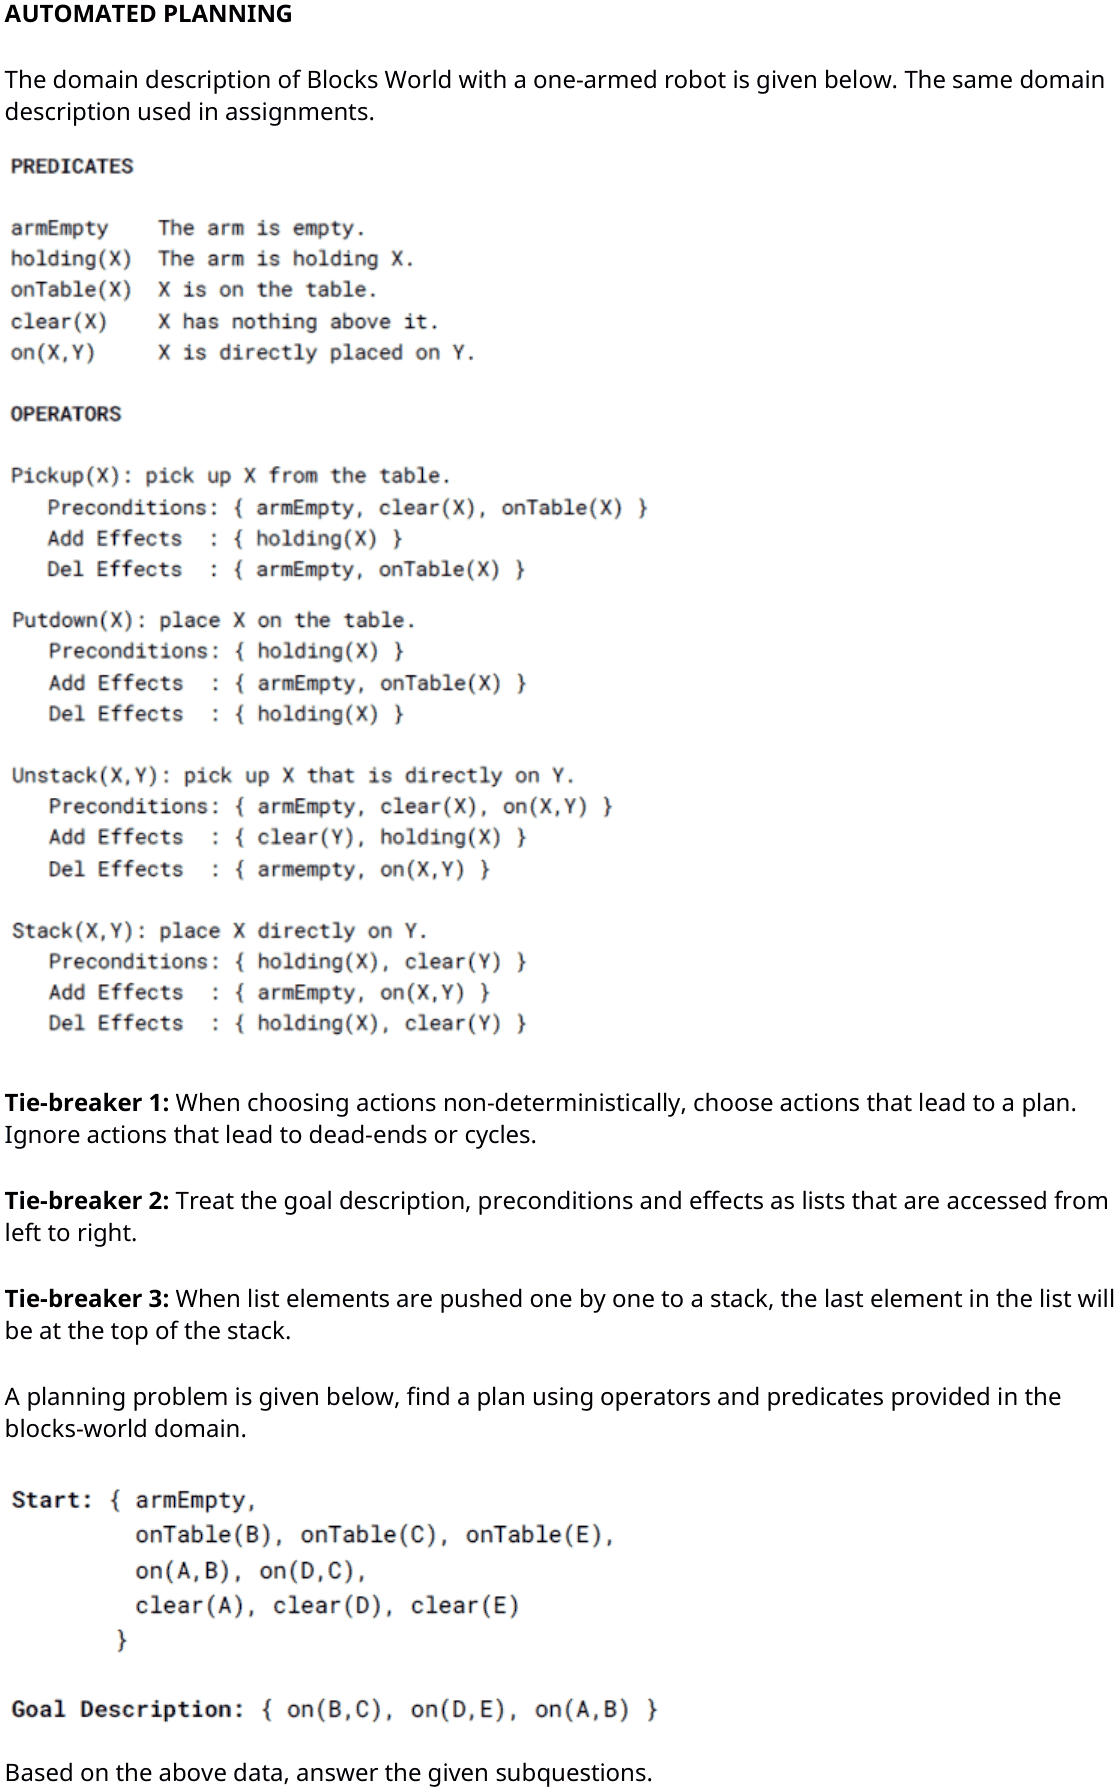 AUTOMATED PLANNING
The domain description of Blocks World with a one-armed robot is given below. The same domain
description used in assignments.
PREDICATES
armEmpty The arm is empty.
holding(X) The arm is holding X.
onTable(X) X is on the table.
clear(X) X has nothing above it.
on(X,Y) X is directly placed on Y.
OPERATORS
Pickup(X): pick up X from the table.
Preconditions: { armEmpty, clear(X), onTable(X) }
Add Effects : { holding(X) }
Del Effects : { armEmpty, onTable(X) }
Putdown(X): place X on the table.
Preconditions: { holding(X) }
Add Effects : { armEmpty, onTable(X) }
Del Effects : { holding(X) }
Unstack(X,Y): pick up X that is directly on Y.
Preconditions: { armEmpty, clear(X), on(X,Y) }
Add Effects : { clear(Y), holding(X) }
Del Effects : { armempty, on(X,Y) }
Stack(X,Y): place X directly on Y.
Preconditions: { holding(X), clear(Y) }
Add Effects : { armEmpty, on(X,Y) }
Del Effects : { holding(X), clear(Y) }
Tie-breaker 1: When choosing actions non-deterministically, choose actions that lead to a plan.
Ignore actions that lead to dead-ends or cycles.
Tie-breaker 2: Treat the goal description, preconditions and effects as lists that are accessed from
left to right.
Tie-breaker 3: When list elements are pushed one by one to a stack, the last element in the list will
be at the top of the stack.
A planning problem is given below, find a plan using operators and predicates provided in the
blocks-world domain.
Start: { armEmpty,
onTable(B), onTable(C), onTable(E),
on(A,B), on(D,C),
clear(A), clear(D), clear(E)
}
Goal Description: { on(B,C), on(D,E), on(A,B) }
Based on the above data, answer the given subquestions.